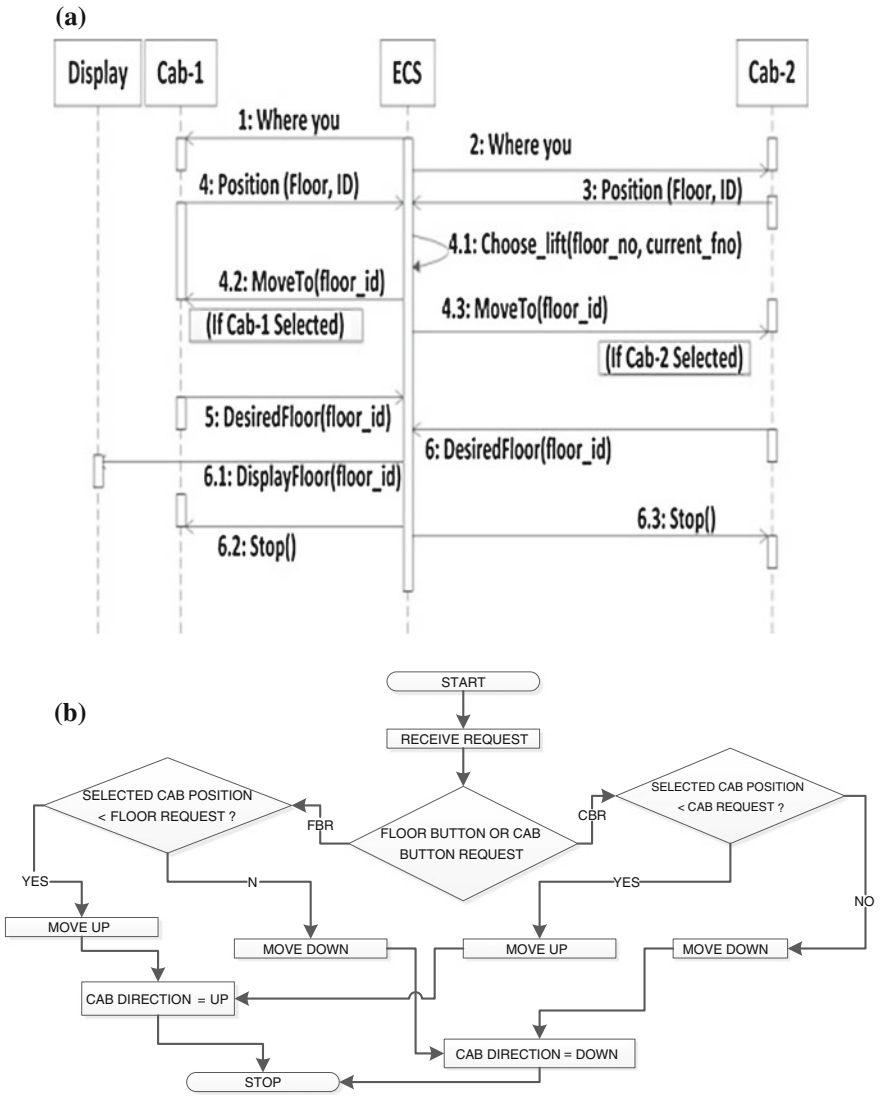 (a)
Display
Cab-1
ECS
Cab-2
1: Where you
2: Where you
4: Position (Floor, ID)
3: Position (Floor, ID)
4.1: Choose_lift(floor_no, current_fno)
4.2: MoveTo(floor_id)
4.3: MoveTo(floor_id)
(If Cab-1 Selected)
(If Cab-2 Selected)
5: DesiredFloor(floor_id)
6: DesiredFloor(floor_id)
6.1: DisplayFloor(floor_id)
6.2: Stop()
6.3: Stop()
(b)
START
RECEIVE REQUEST
SELECTED CAB POSITION
< FLOOR REQUEST ?
FBR
FLOOR BUTTON OR CAB
BUTTON REQUEST
CBR
SELECTED CAB POSITION
< CAB REQUEST ?
YES
N
YES
NO
MOVE UP
MOVE DOWN
MOVE UP
MOVE DOWN
CAB DIRECTION = UP
CAB DIRECTION = DOWN
STOP